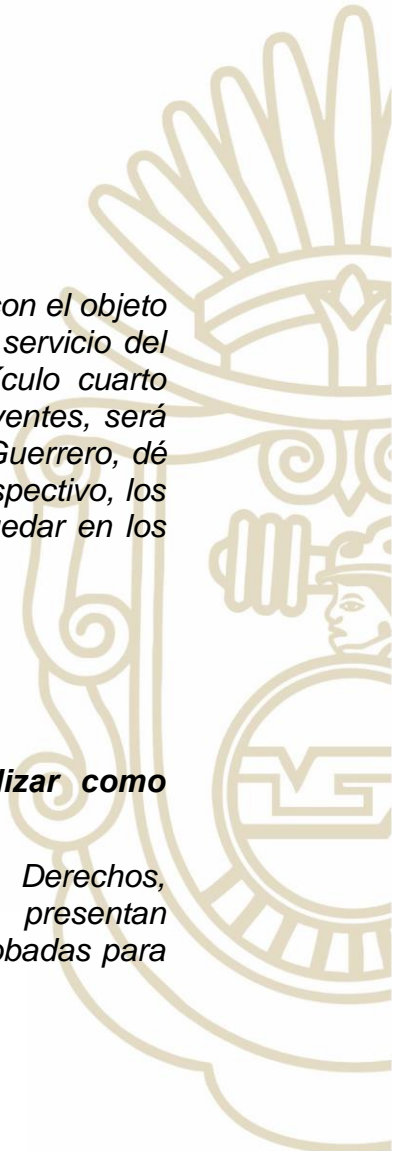 con el objeto
servicio del
culo cuarto
ventes, será
Guerrero, dé
spectivo, los
uedar en los
lizar como
Derechos,
presentan
obadas para